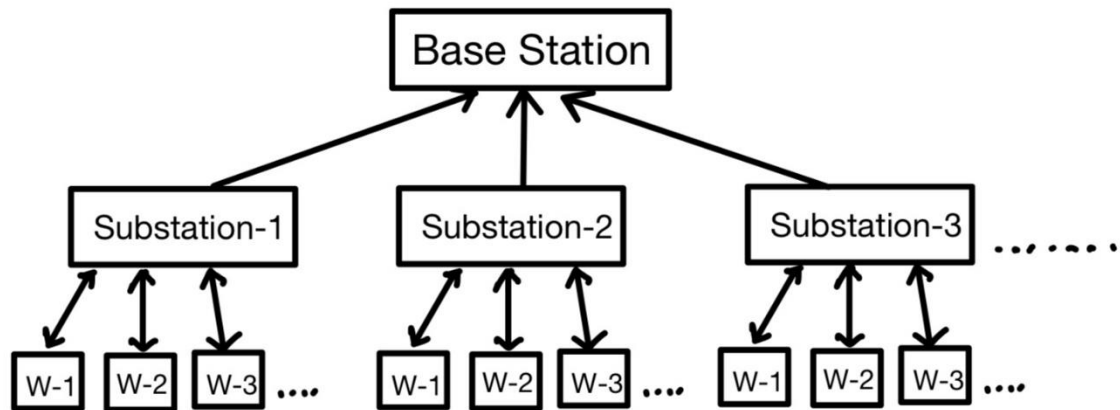 Base Station
Substation-1 Substation-2 Substation-3 ........
W-1 W-2 W-3 .... W-1 W-2 W-3 .... W-1 W-2 W-3 ....